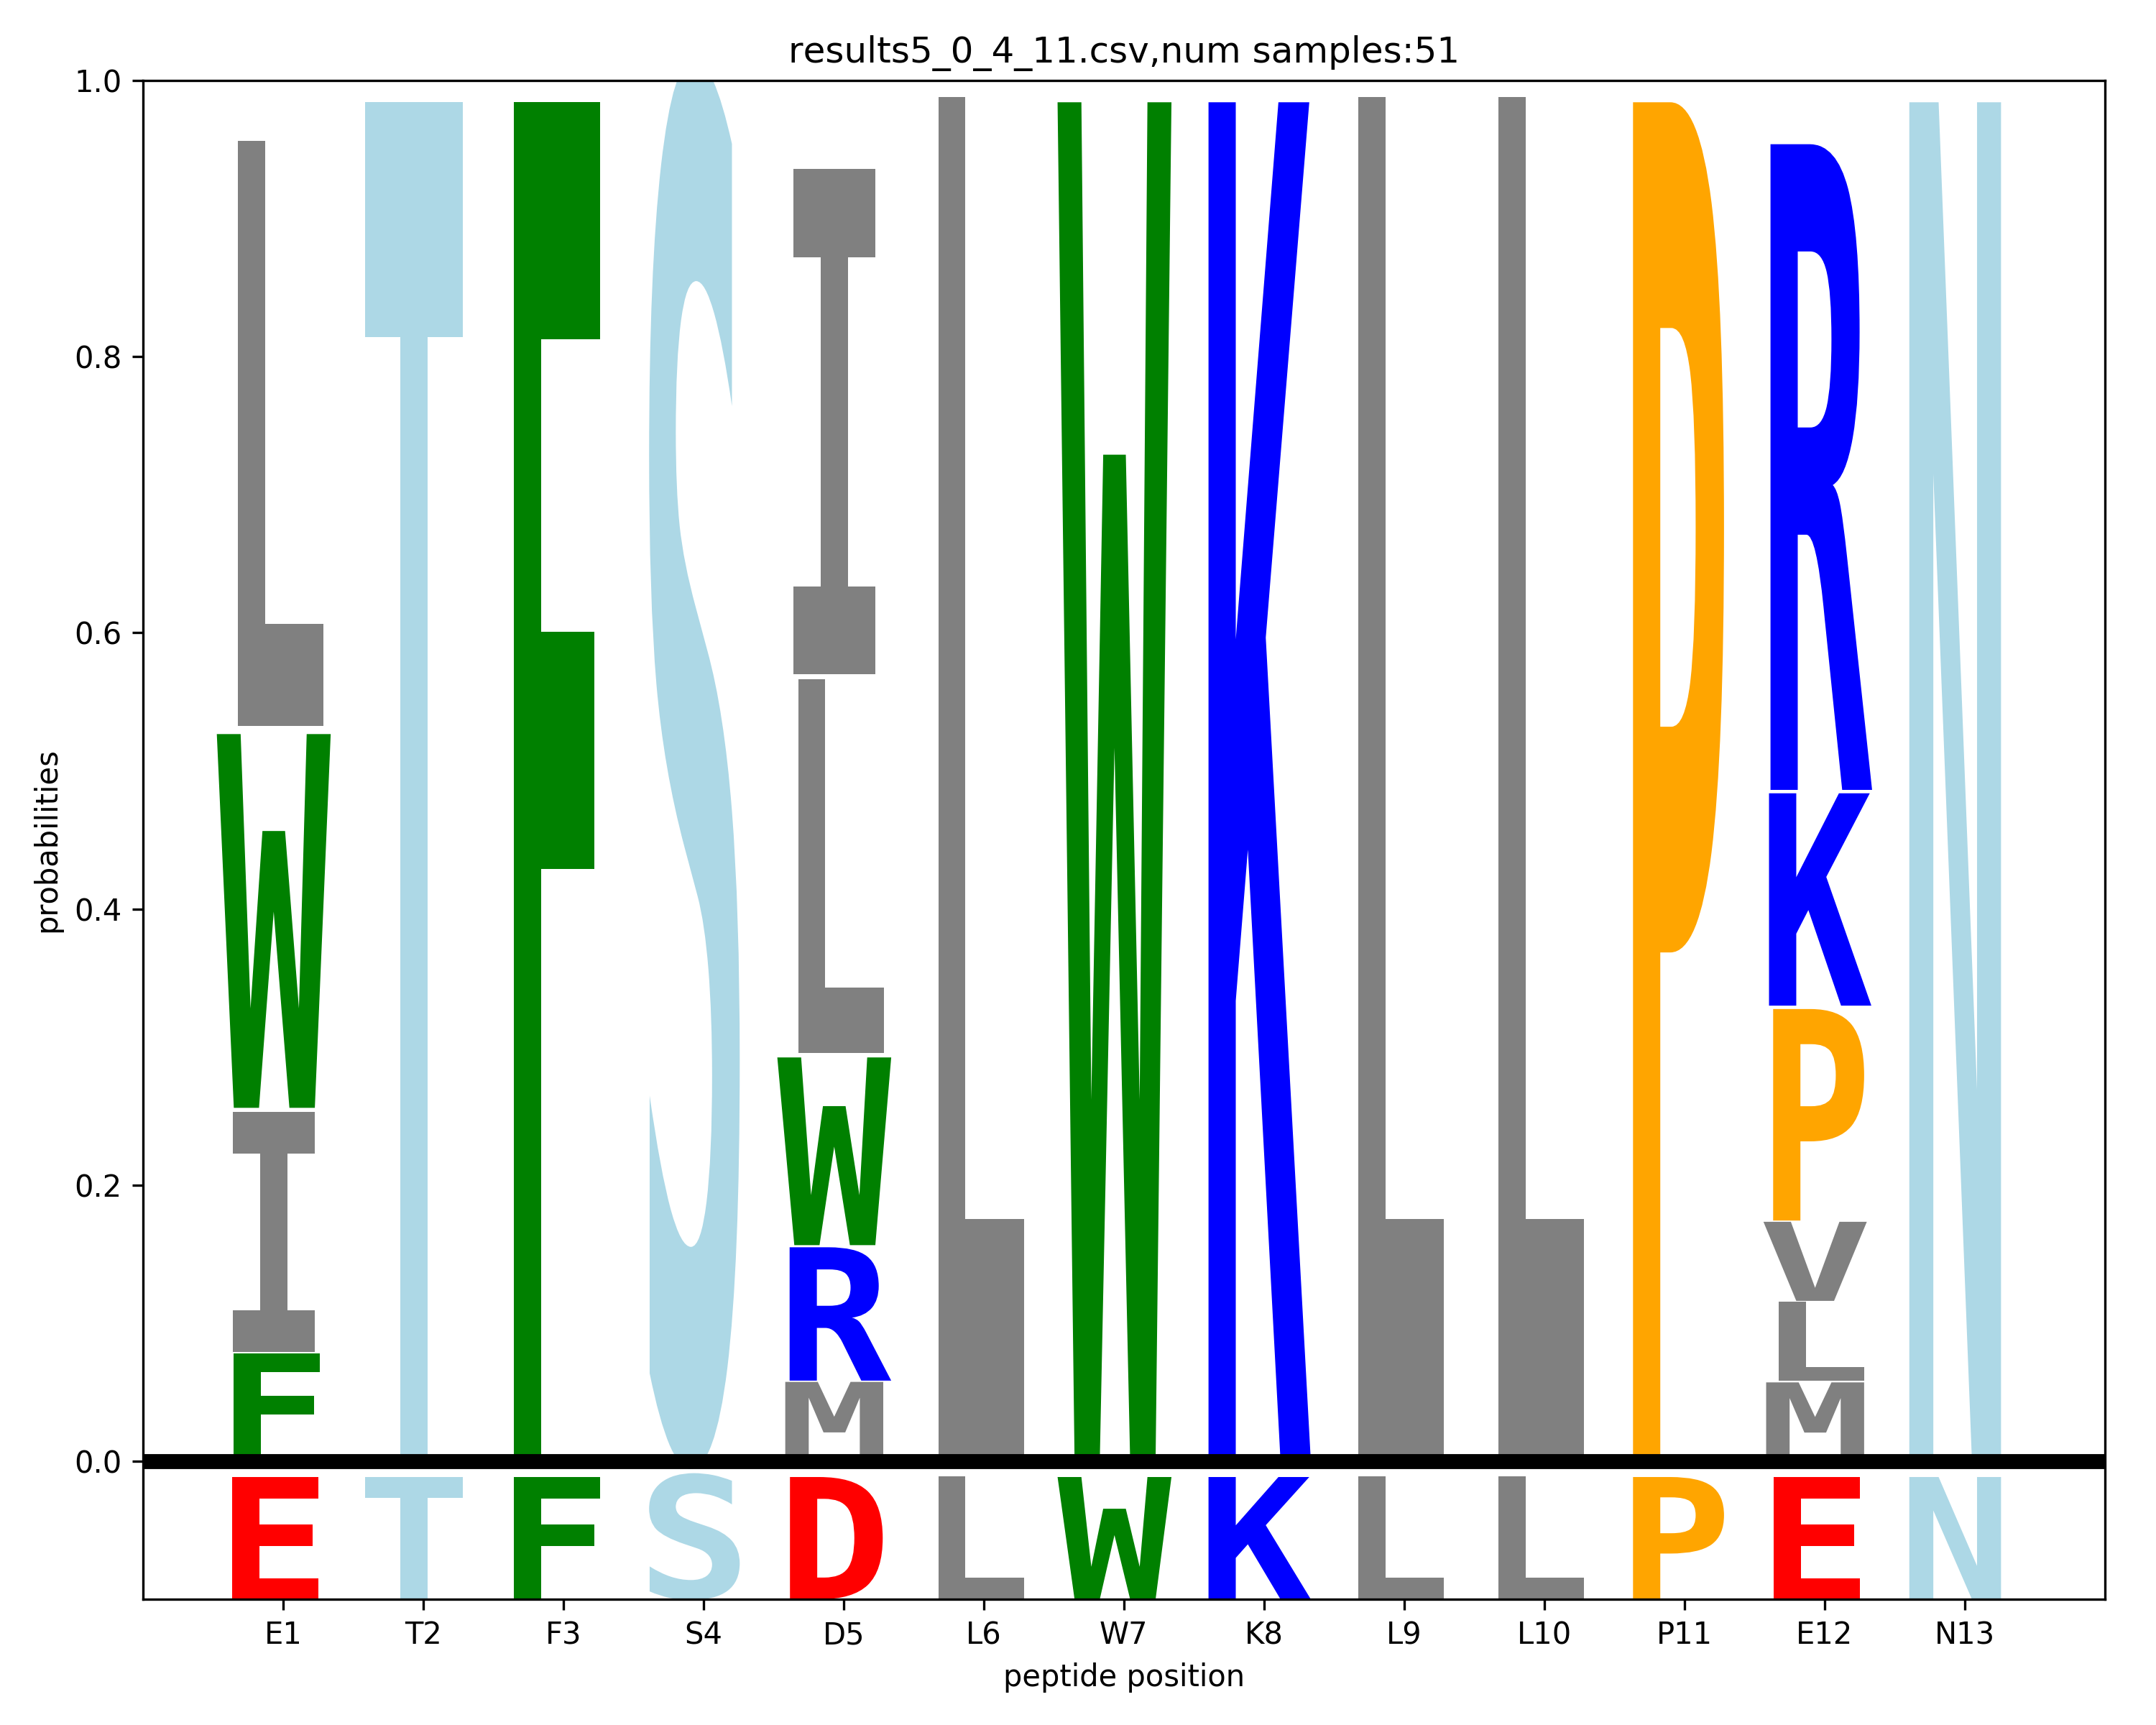 results5_0_4_11.csv,num samples:51
1.0
0.8
0.6
0.4
0.2
0.0
probabilities
L T F S I L W K L L P R N
W L K
I W P
F R V
M L
M
E T F S D L W K L L P E N
E1 T2 F3 S4 D5 L6 W7 K8 L9 L10 P11 E12 N13
peptide position